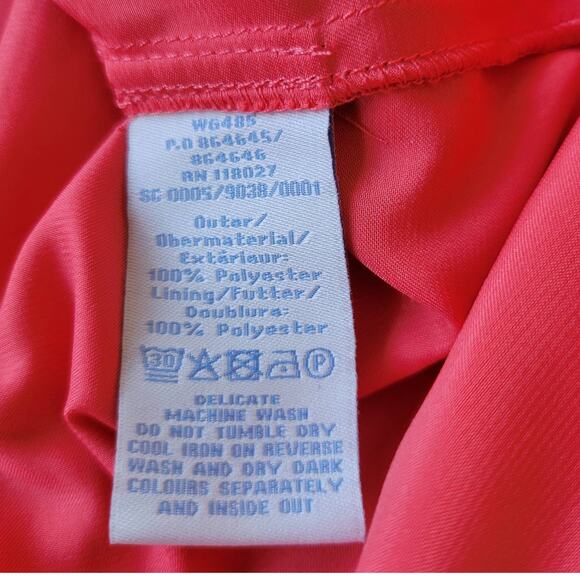 WG485
P.O 864645/
864646
RN 118027
SC 0005/9038/0001
Outer/
Obermaterial/
Extérieur:
100% Polyester
Lining/Futter/
Doublure:
100% Polyester
30 P
DELICATE
MACHINE WASH
DO NOT TUMBLE DRY
COOL IRON ON REVERSE
WASH AND DRY DARK
COLOURS SEPARATELY
AND INSIDE OUT